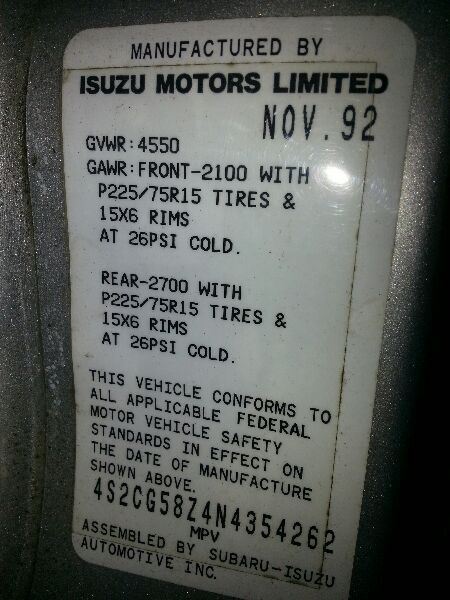 MANUFACTURED BY
ISUZU MOTORS LIMITED
NOV.92
GVWR:4550
GAWR:FRONT-2100 WITH
P225/75R15 TIRES &
15X6 RIMS
AT 26PSI COLD.
REAR-2700 WITH
P225/75R15 TIRES &
15X6 RIMS
AT 26PSI COLD.
THIS VEHICLE CONFORMS TO
ALL APPLICABLE FEDERAL
MOTOR VEHICLE SAFETY
STANDARDS IN EFFECT ON
THE DATE OF MANUFACTURE
SHOWN ABOVE.
4S2CG58Z4N4354262
MPV
ASSEMBLED BY SUBARU-ISUZU
AUTOMOTIVE INC.